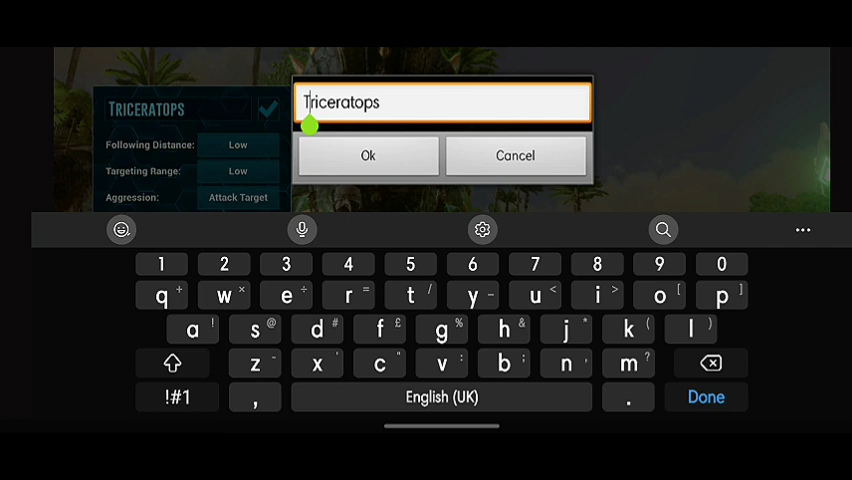 Triceratops
TRICERATOPS
Ok Cancel
Following Distance: Low
Targeting Range: Low
Aggression: Attack Target
1 2 3 4 5 6 7 8 9 0
q + w × e ÷ r = t / y _ u < i > o [ p ]
a ! s @ d # f £ g % h & j * k ( l )
z - x ' c " v : b ; n , m ?
!#1 , English (UK) . Done